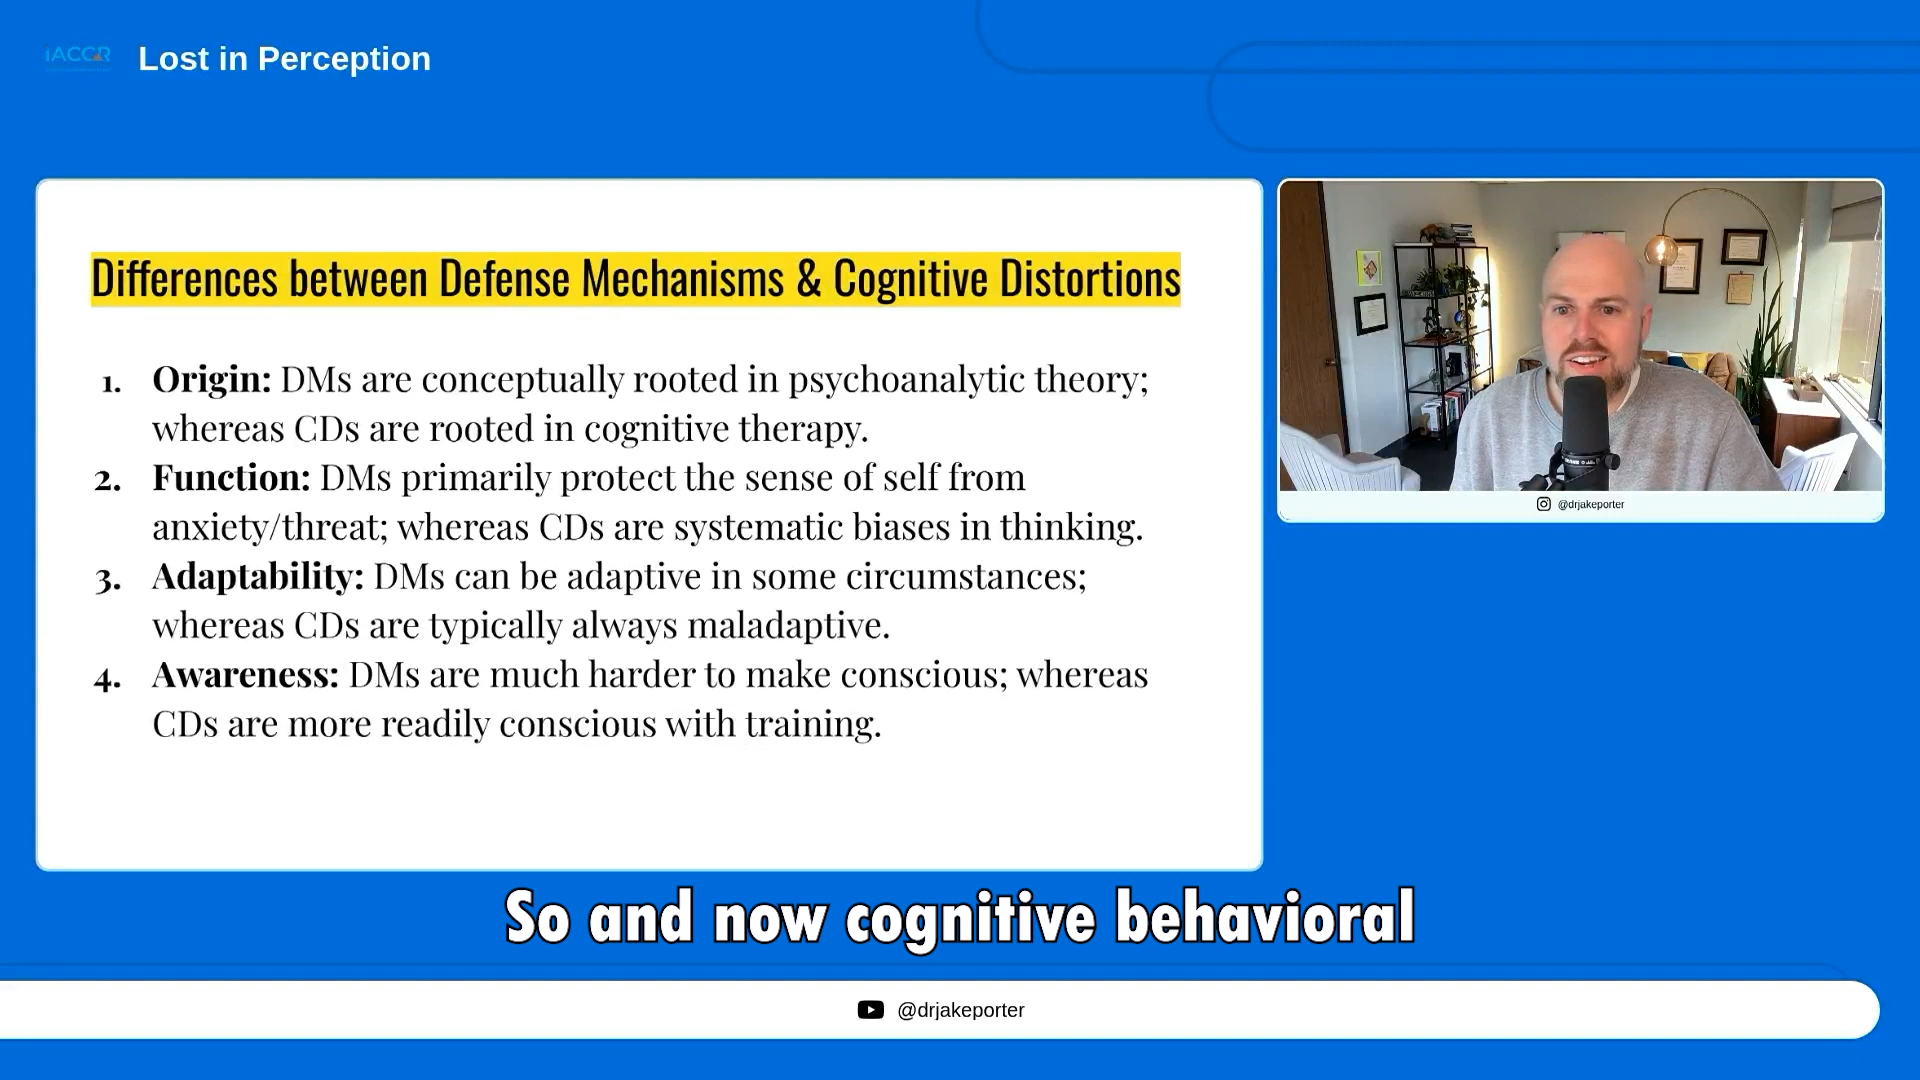 IACCR
Lost in Perception
Differences between Defense Mechanisms & Cognitive Distortions
1. Origin: DMs are conceptually rooted in psychoanalytic theory;
whereas CDs are rooted in cognitive therapy.
2. Function: DMs primarily protect the sense of self from
anxiety/threat; whereas CDs are systematic biases in thinking.
3. Adaptability: DMs can be adaptive in some circumstances;
whereas CDs are typically always maladaptive.
4. Awareness: DMs are much harder to make conscious; whereas
CDs are more readily conscious with training.
@drjakeporter
So and now cognitive behavioral
@drjakeporter